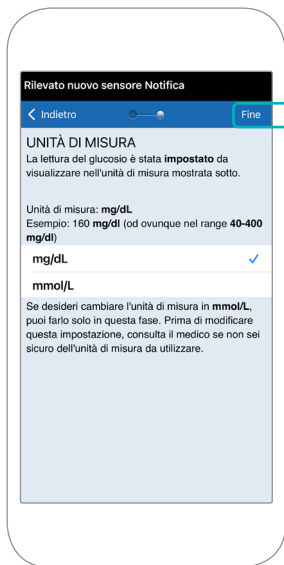 Rilevato nuovo sensore Notifica
Indietro
Fine
UNITÀ DI MISURA
La lettura del glucosio è stata impostato da
visualizzare nell'unità di misura mostrata sotto.
Unità di misura: mg/dL
Esempio: 160 mg/dl (od ovunque nel range 40-400
mg/dl)
mg/dL
mmol/L
Se desideri cambiare l'unità di misura in mmol/L,
puoi farlo solo in questa fase. Prima di modificare
questa impostazione, consulta il medico se non sei
sicuro dell'unità di misura da utilizzare.